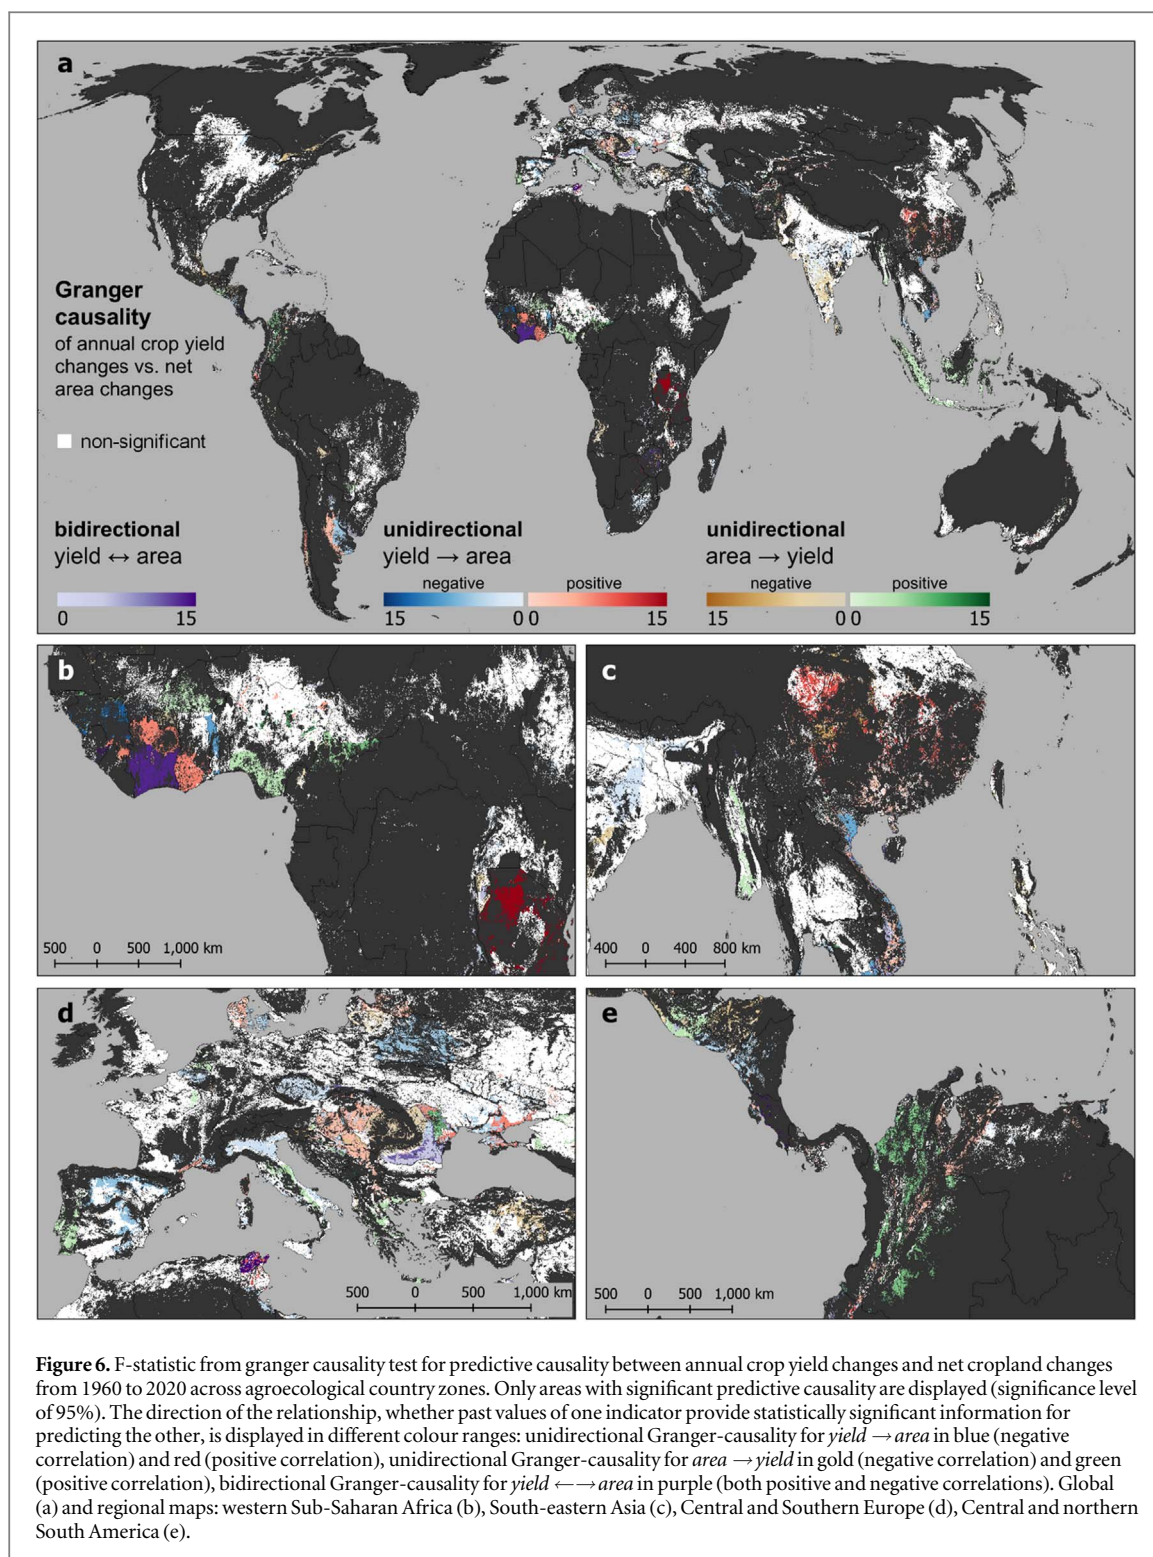 a
Granger
causality
of annual crop yield
changes vs. net
area changes
non-significant
bidirectional
yield ↔ area
0 15
unidirectional
yield → area
negative positive
15 0 0 15
unidirectional
area → yield
negative positive
15 0 0 15
b
500 0 500 1,000 km
c
400 0 400 800 km
d
500 0 500 1,000 km
e
500 0 500 1,000 km
Figure 6. F-statistic from granger causality test for predictive causality between annual crop yield changes and net cropland changes
from 1960 to 2020 across agroecological country zones. Only areas with significant predictive causality are displayed (significance level
of 95%). The direction of the relationship, whether past values of one indicator provide statistically significant information for
predicting the other, is displayed in different colour ranges: unidirectional Granger-causality for yield → area in blue (negative
correlation) and red (positive correlation), unidirectional Granger-causality for area → yield in gold (negative correlation) and green
(positive correlation), bidirectional Granger-causality for yield ←→ area in purple (both positive and negative correlations). Global
(a) and regional maps: western Sub-Saharan Africa (b), South-eastern Asia (c), Central and Southern Europe (d), Central and northern
South America (e).